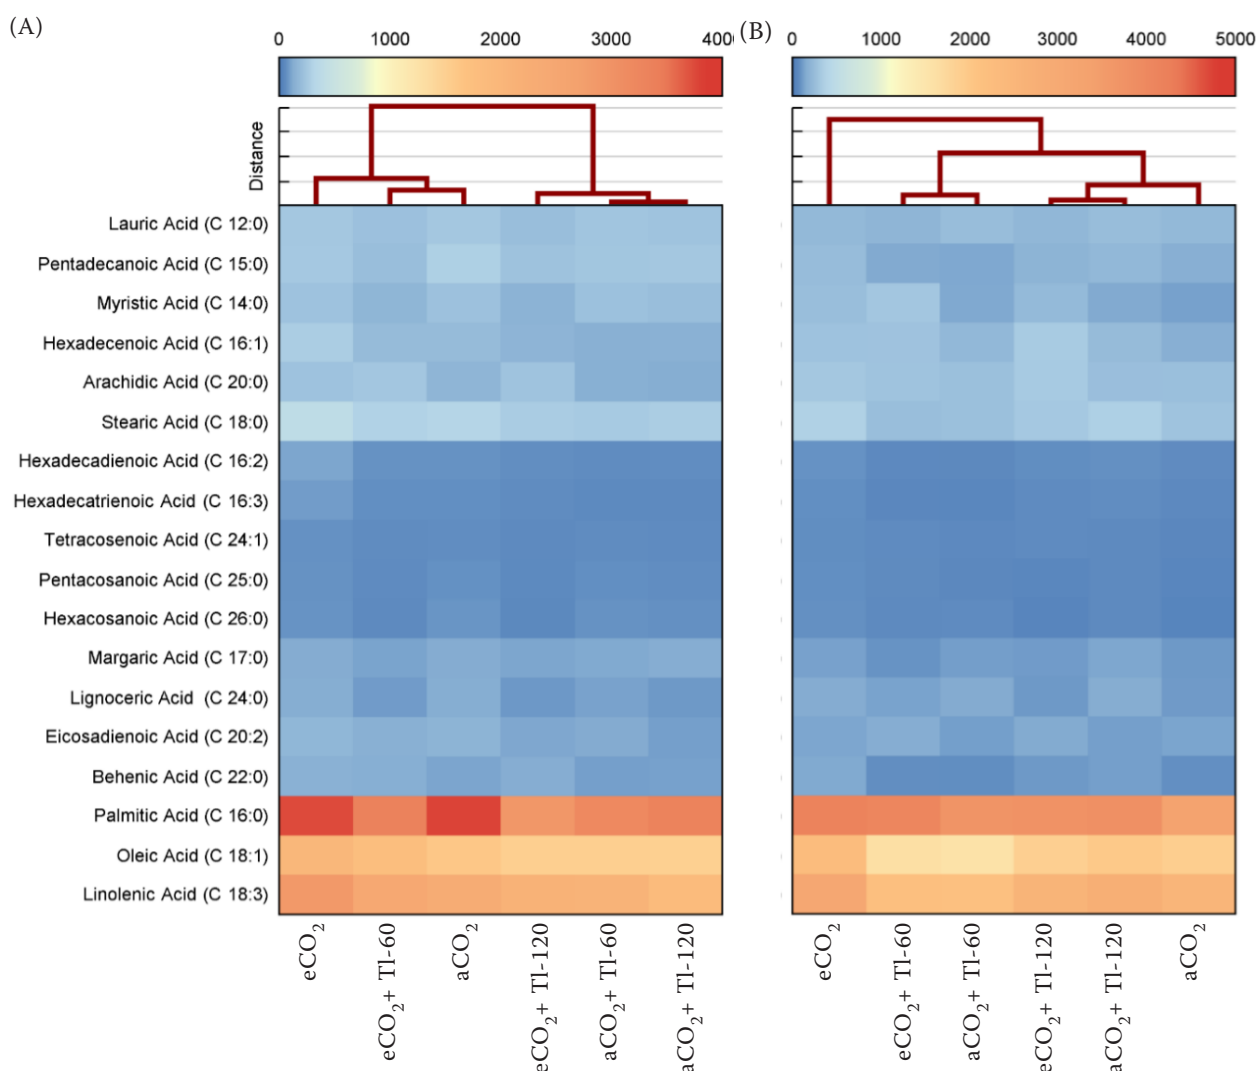 (A)
0 1000 2000 3000 400
(B)
0 1000 2000 3000 4000 5000
Distance
Lauric Acid (C 12:0)
Pentadecanoic Acid (C 15:0)
Myristic Acid (C 14:0)
Hexadecenoic Acid (C 16:1)
Arachidic Acid (C 20:0)
Stearic Acid (C 18:0)
Hexadecadienoic Acid (C 16:2)
Hexadecatrienoic Acid (C 16:3)
Tetracosenoic Acid (C 24:1)
Pentacosanoic Acid (C 25:0)
Hexacosanoic Acid (C 26:0)
Margaric Acid (C 17:0)
Lignoceric Acid (C 24:0)
Eicosadienoic Acid (C 20:2)
Behenic Acid (C 22:0)
Palmitic Acid (C 16:0)
Oleic Acid (C 18:1)
Linolenic Acid (C 18:3)
eCO₂
eCO₂+ Tl-60
aCO₂
eCO₂+ Tl-120
aCO₂+ Tl-60
aCO₂+ Tl-120
eCO₂
eCO₂+ Tl-60
aCO₂+ Tl-60
eCO₂+ Tl-120
aCO₂+ Tl-120
aCO₂